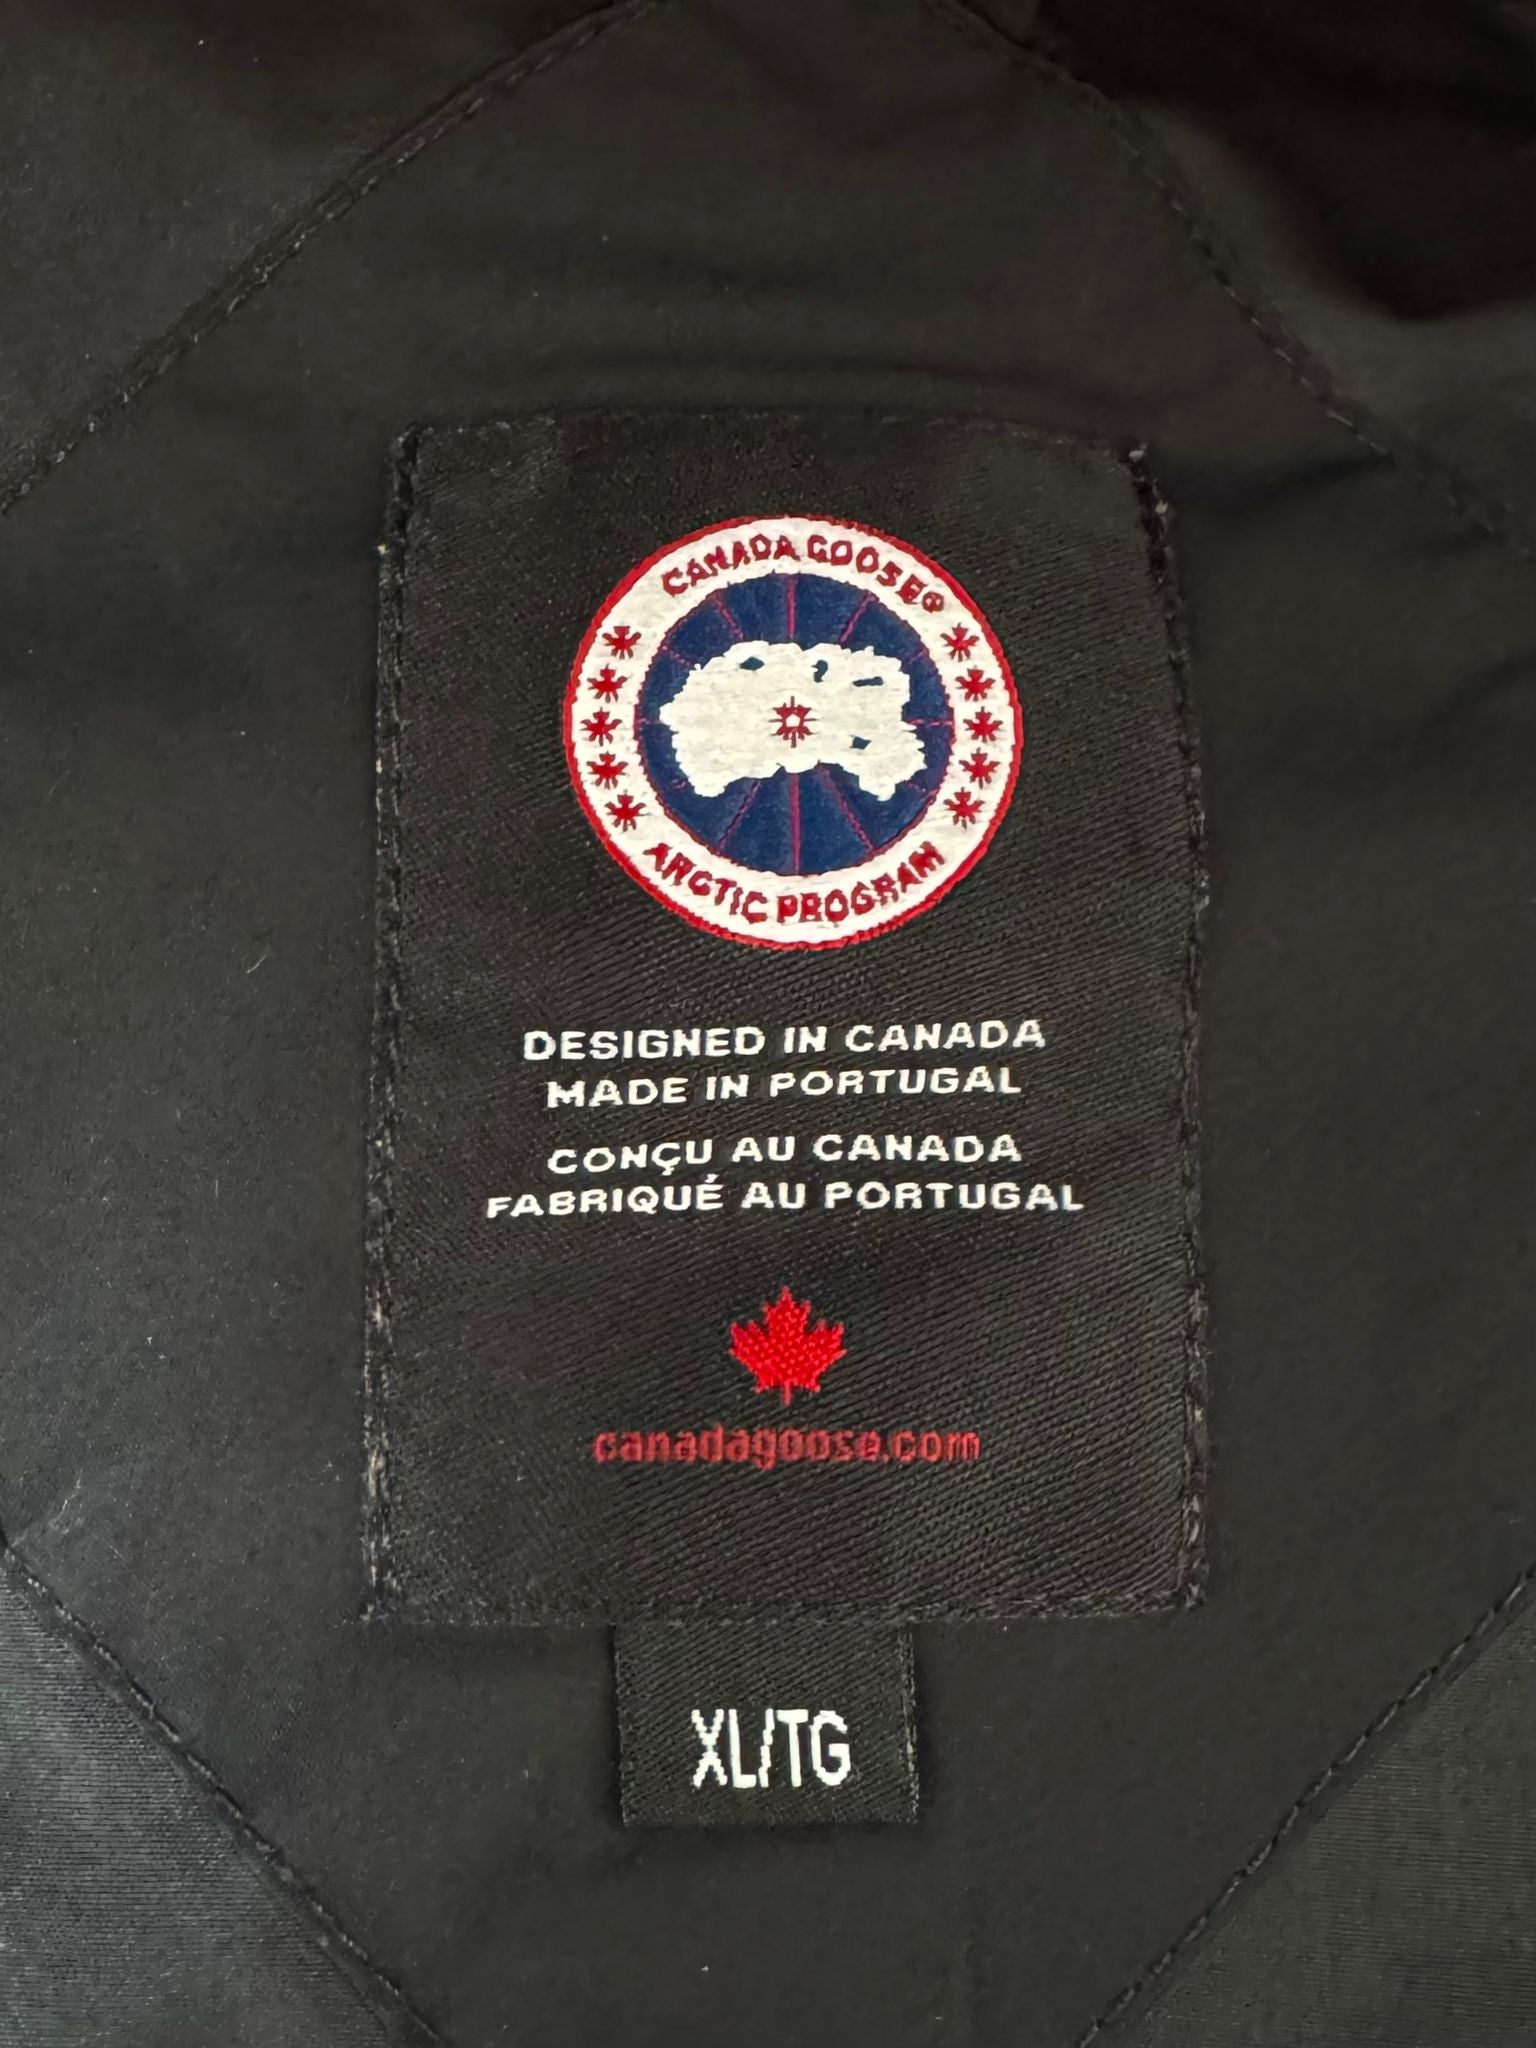 CANADA GOOSE®
ARCTIC PROGRAM
DESIGNED IN CANADA
MADE IN PORTUGAL
CONÇU AU CANADA
FABRIQUÉ AU PORTUGAL
canadagoose.com
XL/TG